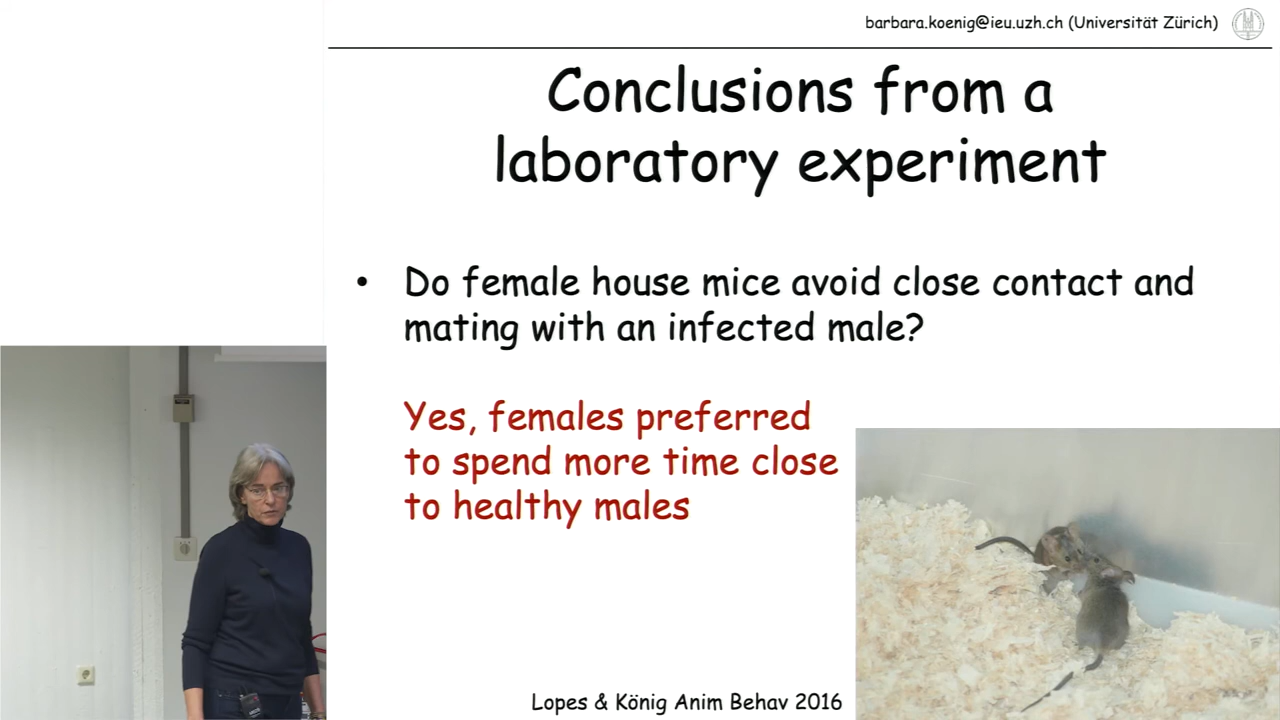 barbara.koenig@ieu.uzh.ch (Universität Zürich)
Conclusions from a
laboratory experiment
• Do female house mice avoid close contact and
mating with an infected male?
Yes, females preferred
to spend more time close
to healthy males
Lopes & König Anim Behav 2016